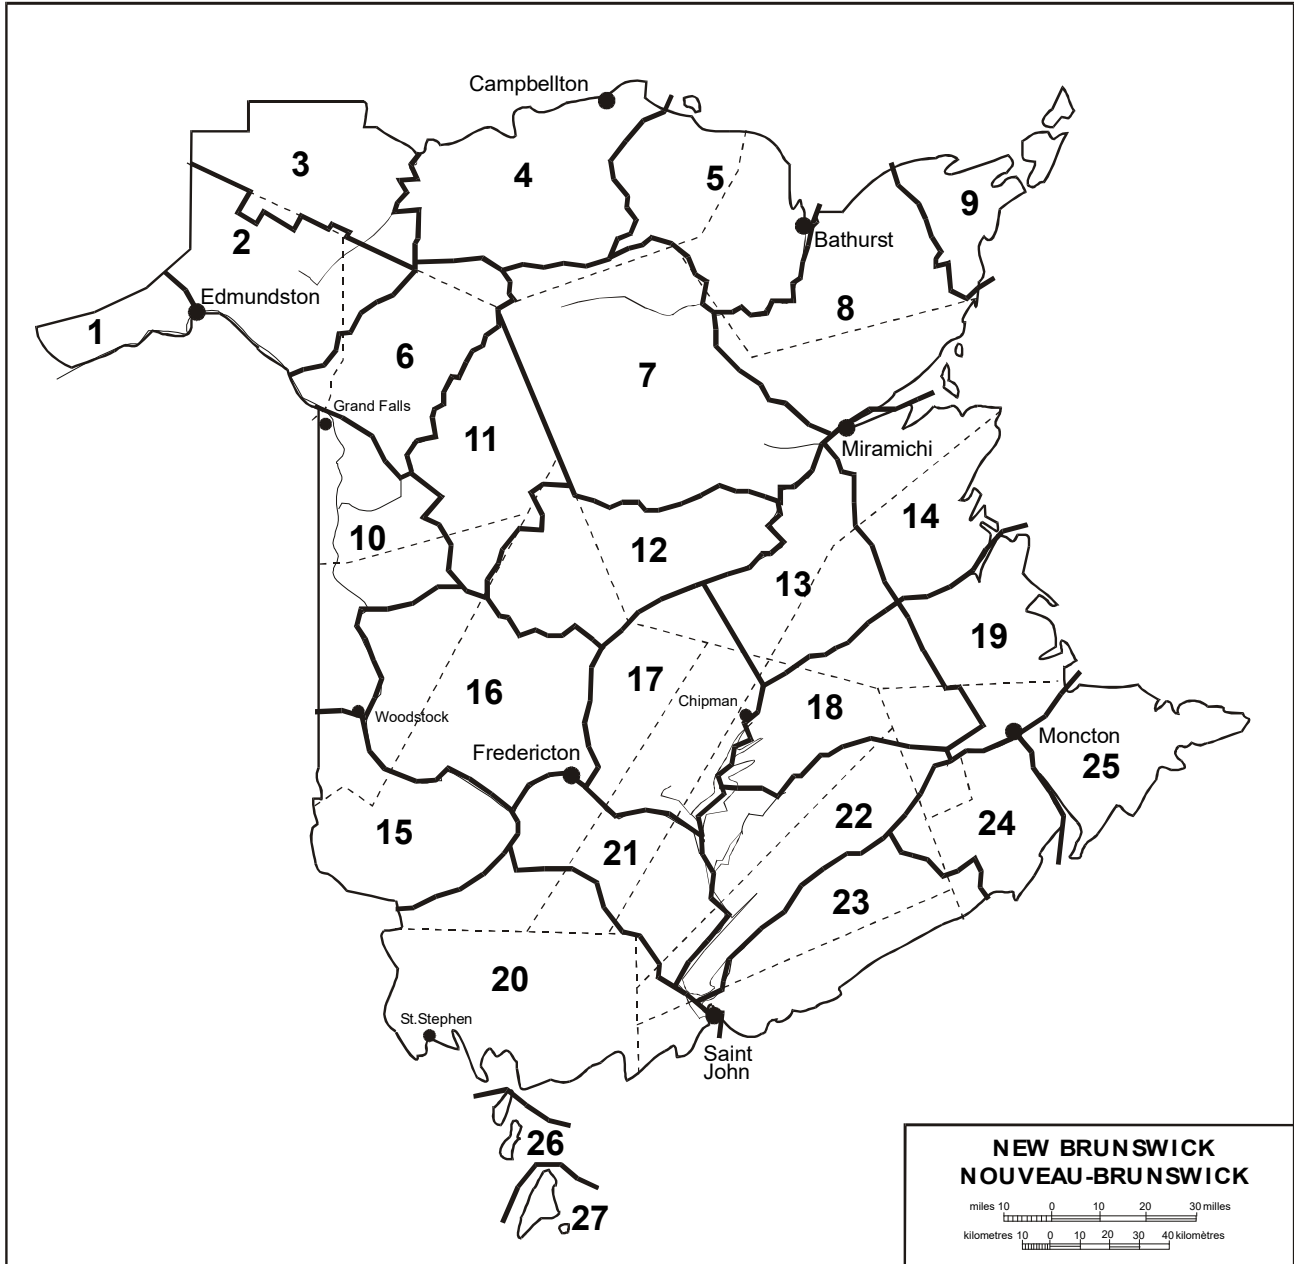 Campbellton
3
4
5
9
2
Bathurst
Edmundston
1
8
6
7
Grand Falls
11
Miramichi
14
10
12
13
19
17
16
Chipman
18
Woodstock
Moncton
Fredericton
25
22
24
15
21
23
20
St.Stephen
Saint
John
26
27
NEW BRUNSWICK
NOUVEAU-BRUNSWICK
miles 10 0 10 20 30 milles
kilometres 10 0 10 20 30 40 kilomètres